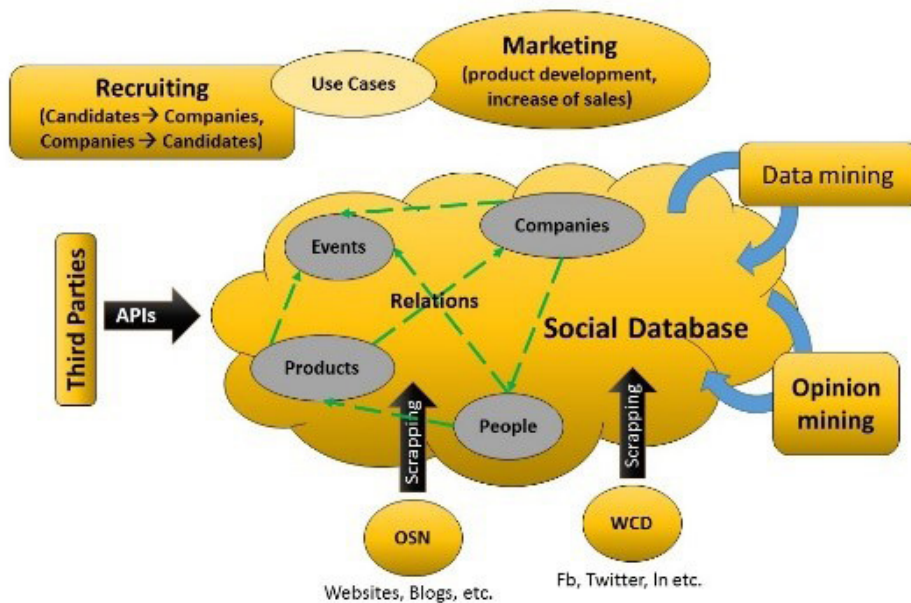 Marketing
(product development,
increase of sales)
Use Cases
Recruiting
(Candidates → Companies,
Companies → Candidates)
Data mining
Companies
Events
Relations
Third Parties
APIs
Social Database
Products
People
Opinion
mining
Scrapping
Scrapping
OSN
WCD
Websites, Blogs, etc.
Fb, Twitter, In etc.